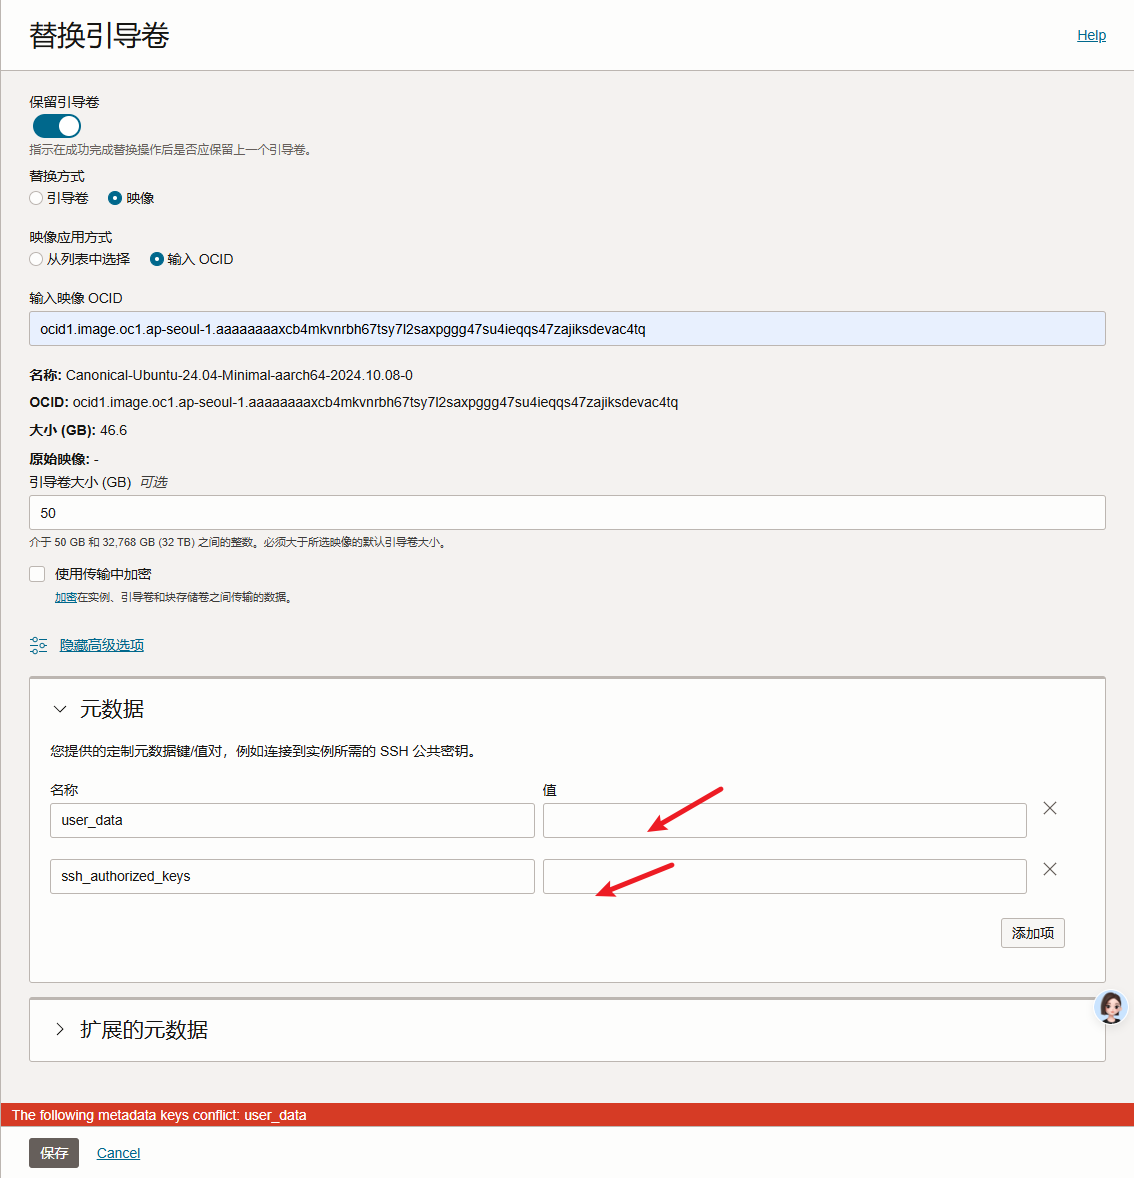 替换引导卷
Help
保留引导卷
指示在成功完成替换操作后是否应保留上一个引导卷。
替换方式
引导卷 映像
映像应用方式
从列表中选择 输入 OCID
输入映像 OCID
ocid1.image.oc1.ap-seoul-1.aaaaaaaaxcb4mkvnrbh67tsy7l2saxpggg47su4ieqqs47zajiksdevac4tq
名称: Canonical-Ubuntu-24.04-Minimal-aarch64-2024.10.08-0
OCID: ocid1.image.oc1.ap-seoul-1.aaaaaaaaxcb4mkvnrbh67tsy7l2saxpggg47su4ieqqs47zajiksdevac4tq
大小 (GB): 46.6
原始映像: -
引导卷大小 (GB) 可选
50
介于 50 GB 和 32,768 GB (32 TB) 之间的整数。必须大于所选映像的默认引导卷大小。
使用传输中加密
加密在实例、引导卷和块存储卷之间传输的数据。
隐藏高级选项
元数据
您提供的定制元数据键/值对，例如连接到实例所需的 SSH 公共密钥。
名称 值
user_data
ssh_authorized_keys
添加项
扩展的元数据
The following metadata keys conflict: user_data
保存 Cancel